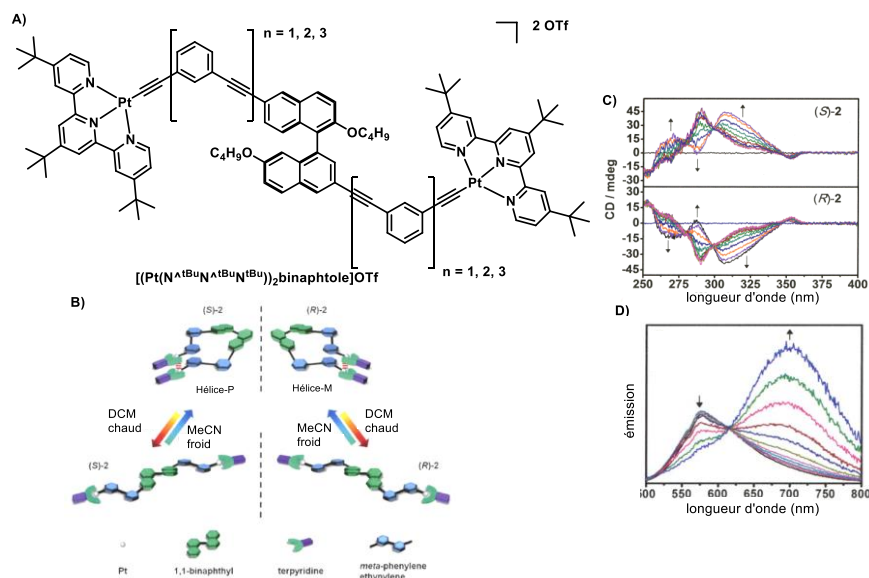 A)
n = 1, 2, 3
2 OTf
N
Pt
N
N
OC₄H₉
C₄H₉O
N
N
Pt
N
n = 1, 2, 3
[(Pt(N^ᵗᴮᵘN^ᵗᴮᵘNᵗᴮᵘ))₂binaphtole]OTf
B)
(S)-2
(R)-2
Hélice-P
Hélice-M
DCM
chaud
MeCN
froid
MeCN
froid
DCM
chaud
(S)-2
(R)-2
Pt
1,1-binaphthyl
terpyridine
meta-phenylene
ethynylene
C)
CD / mdeg
45
30
15
0
-15
-30
(S)-2
30
15
0
-15
-30
-45
(R)-2
250 275 300 325 350 375 400
longueur d'onde (nm)
D)
émission
550 600 650 700 750 800
longueur d'onde (nm)